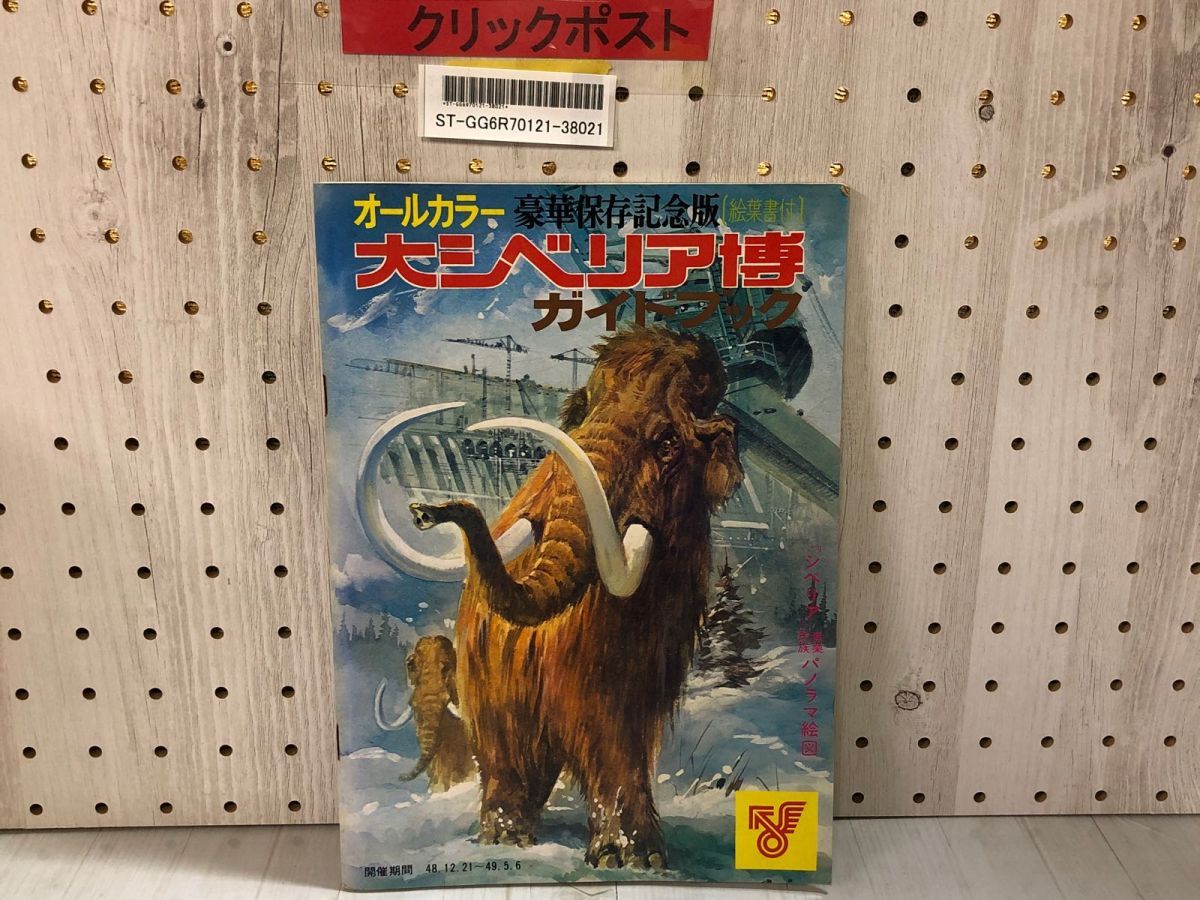 クリックポスト
*ST-GG6R70121-38021*
ST-GG6R70121-38021
オールカラー 豪華保存記念版〔絵葉書付〕
大シベリア博
ガイドブック
“シベリア” 産業 民族 パノラマ絵図
開催期間 48.12.21~49.5.6